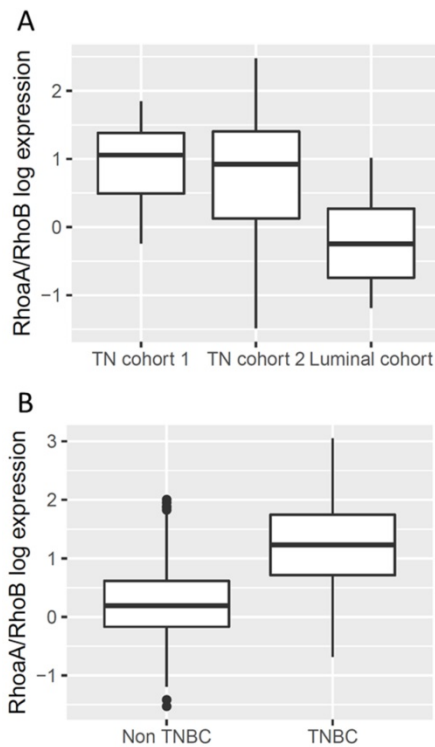 A
RhoaA/RhoB log expression
2
1
0
−1
TN cohort 1 TN cohort 2 Luminal cohort
B
RhoaA/RhoB log expression
3
2
1
0
−1
Non TNBC TNBC